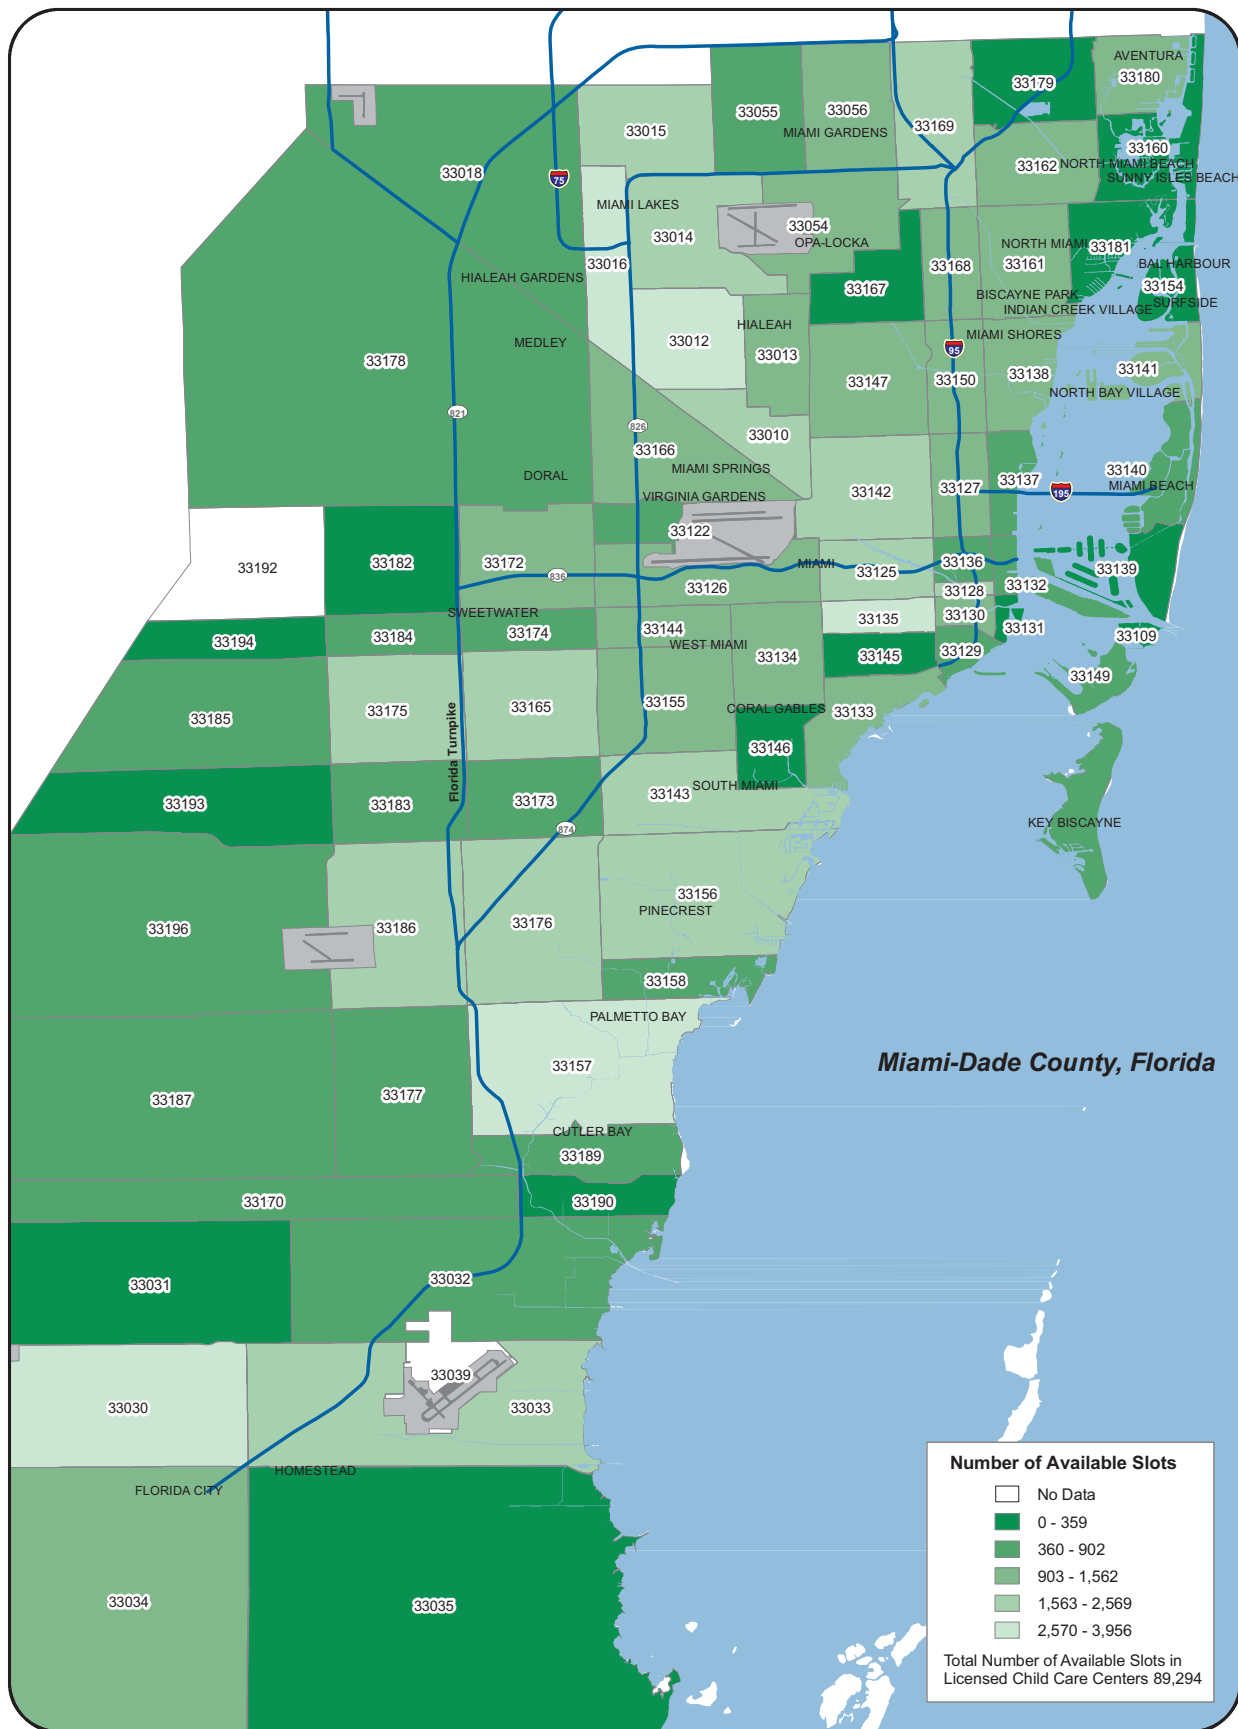 AVENTURA
33180
33179
33055
33056
MIAMI GARDENS
33169
33015
33160
NORTH MIAMI BEACH
SUNNY ISLES BEACH
33162
33018
75
MIAMI LAKES
33014
33054
OPA-LOCKA
NORTH MIAMI
33181
BAL HARBOUR
33016
33168
33161
HIALEAH GARDENS
33167
33154
BISCAYNE PARK
SURFSIDE
INDIAN CREEK VILLAGE
HIALEAH
MIAMI SHORES
MEDLEY
33012
33013
95
33178
33147
33150
33138
33141
NORTH BAY VILLAGE
821
826
33010
33166
MIAMI SPRINGS
33140
DORAL
33137
MIAMI BEACH
VIRGINIA GARDENS
33142
33127
195
33122
33192
33182
33172
MIAMI
33136
836
33125
33139
33126
33128
33132
SWEETWATER
33135
33130
33194
33184
33174
33144
WEST MIAMI
33131
33109
33134
33145
33129
33149
33185
33175
33165
33155
CORAL GABLES
33133
Florida Turnpike
33146
33193
33183
33173
33143
SOUTH MIAMI
874
KEY BISCAYNE
33156
PINECREST
33196
33186
33176
33158
PALMETTO BAY
Miami-Dade County, Florida
33157
33187
33177
CUTLER BAY
33189
33170
33190
33031
33032
33039
33030
33033
HOMESTEAD
FLORIDA CITY
33034
33035
Number of Available Slots
No Data
0 - 359
360 - 902
903 - 1,562
1,563 - 2,569
2,570 - 3,956
Total Number of Available Slots in
Licensed Child Care Centers 89,294